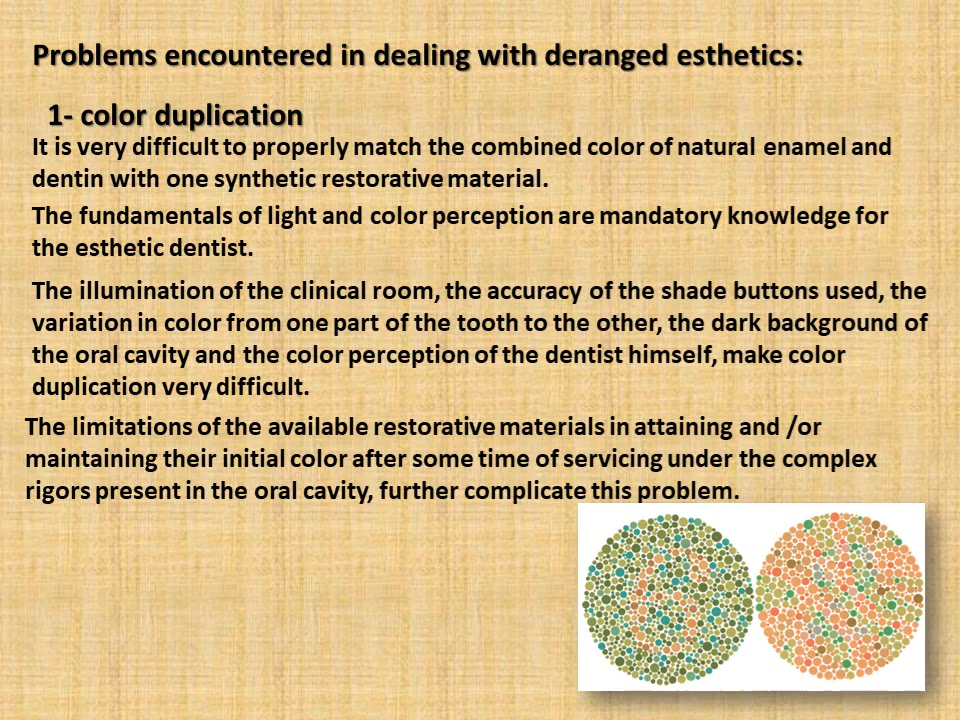 Problems encountered in dealing with deranged esthetics:
1- color duplication
It is very difficult to properly match the combined color of natural enamel and
dentin with one synthetic restorative material.
The fundamentals of light and color perception are mandatory knowledge for
the esthetic dentist.
The illumination of the clinical room, the accuracy of the shade buttons used, the
variation in color from one part of the tooth to the other, the dark background of
the oral cavity and the color perception of the dentist himself, make color
duplication very difficult.
The limitations of the available restorative materials in attaining and /or
maintaining their initial color after some time of servicing under the complex
rigors present in the oral cavity, further complicate this problem.